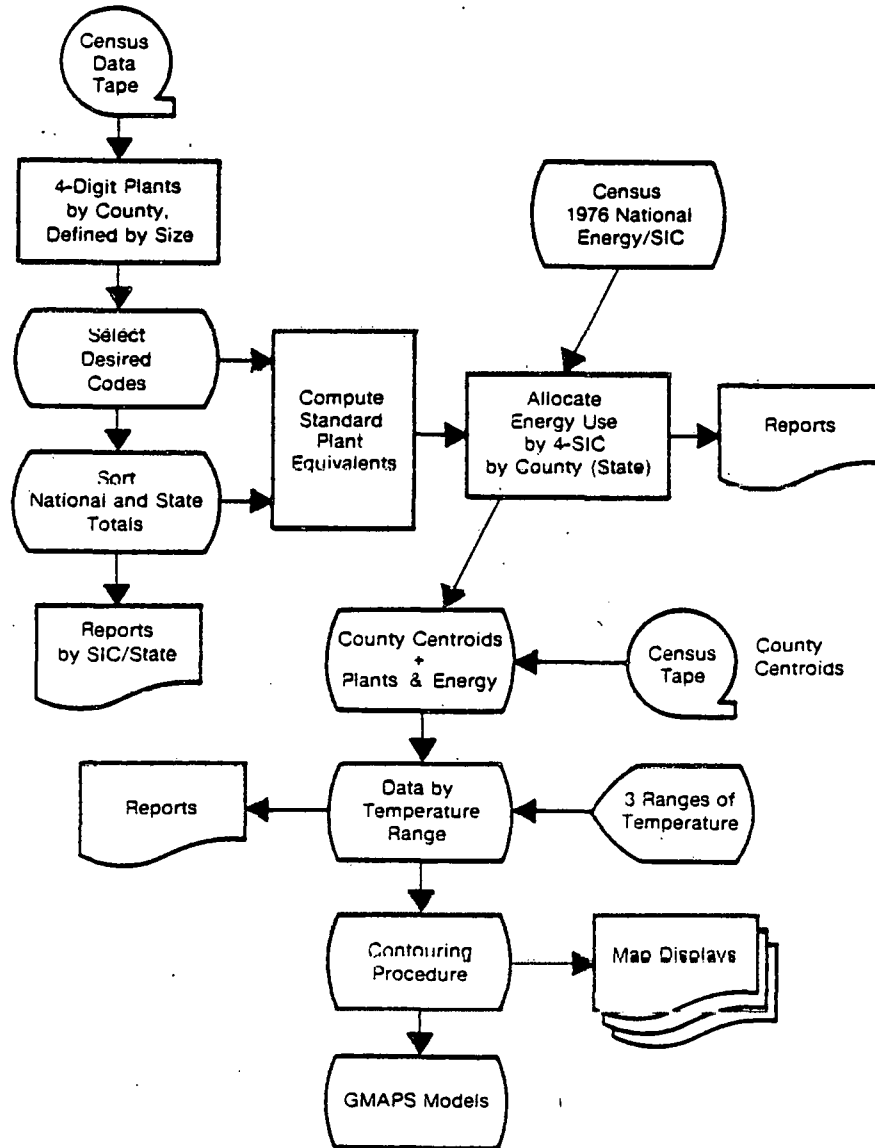 Census
Data
Tape
4-Digit Plants
by County,
Defined by Size
Census
1976 National
Energy/SIC
Select
Desired
Codes
Compute
Standard
Plant
Equivalents
Allocate
Energy Use
by 4-SIC
by County (State)
Reports
Sort
National and State
Totals
Reports
by SIC/State
County Centroids
+
Plants & Energy
Census
Tape
County
Centroids
Reports
Data by
Temperature
Range
3 Ranges of
Temperature
Contouring
Procedure
Map Displays
GMAPS Models